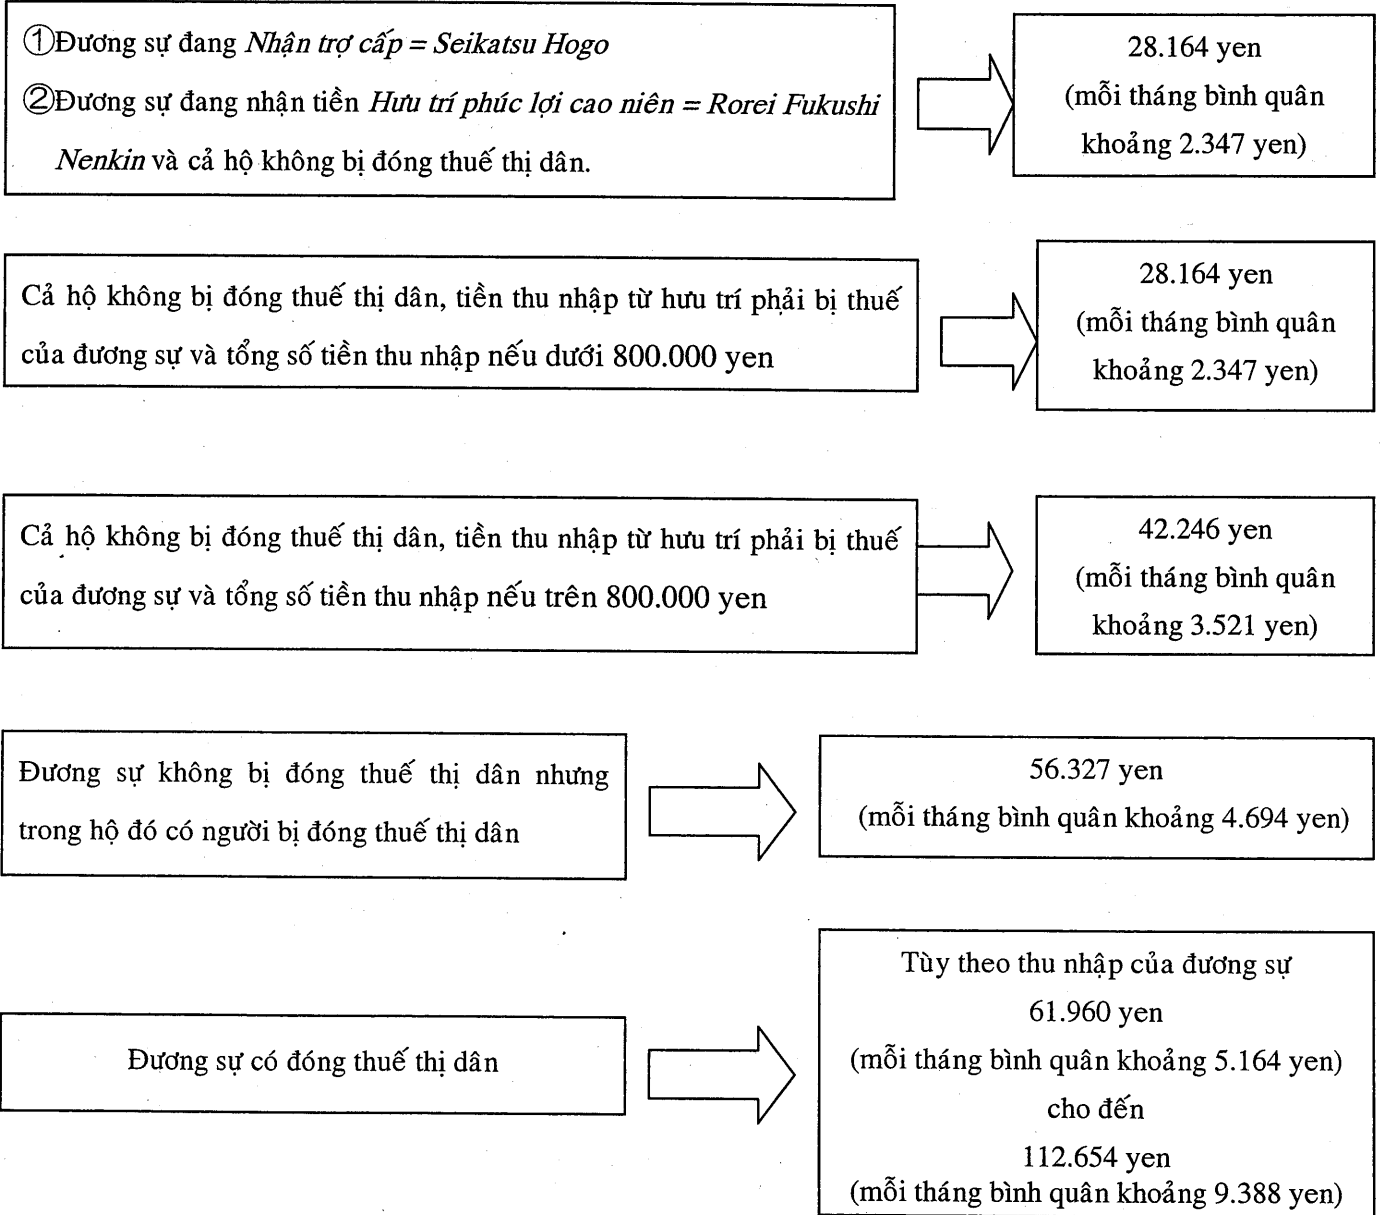 ①Đương sự đang Nhận trợ cấp = Seikatsu Hogo
②Đương sự đang nhận tiền Hưu trí phúc lợi cao niên = Rorei Fukushi
Nenkin và cả hộ không bị đóng thuế thị dân.
28.164 yen
(mỗi tháng bình quân
khoảng 2.347 yen)
Cả hộ không bị đóng thuế thị dân, tiền thu nhập từ hưu trí phải bị thuế
của đương sự và tổng số tiền thu nhập nếu dưới 800.000 yen
28.164 yen
(mỗi tháng bình quân
khoảng 2.347 yen)
Cả hộ không bị đóng thuế thị dân, tiền thu nhập từ hưu trí phải bị thuế
của đương sự và tổng số tiền thu nhập nếu trên 800.000 yen
42.246 yen
(mỗi tháng bình quân
khoảng 3.521 yen)
Đương sự không bị đóng thuế thị dân nhưng
trong hộ đó có người bị đóng thuế thị dân
56.327 yen
(mỗi tháng bình quân khoảng 4.694 yen)
Đương sự có đóng thuế thị dân
Tùy theo thu nhập của đương sự
61.960 yen
(mỗi tháng bình quân khoảng 5.164 yen)
cho đến
112.654 yen
(mỗi tháng bình quân khoảng 9.388 yen)